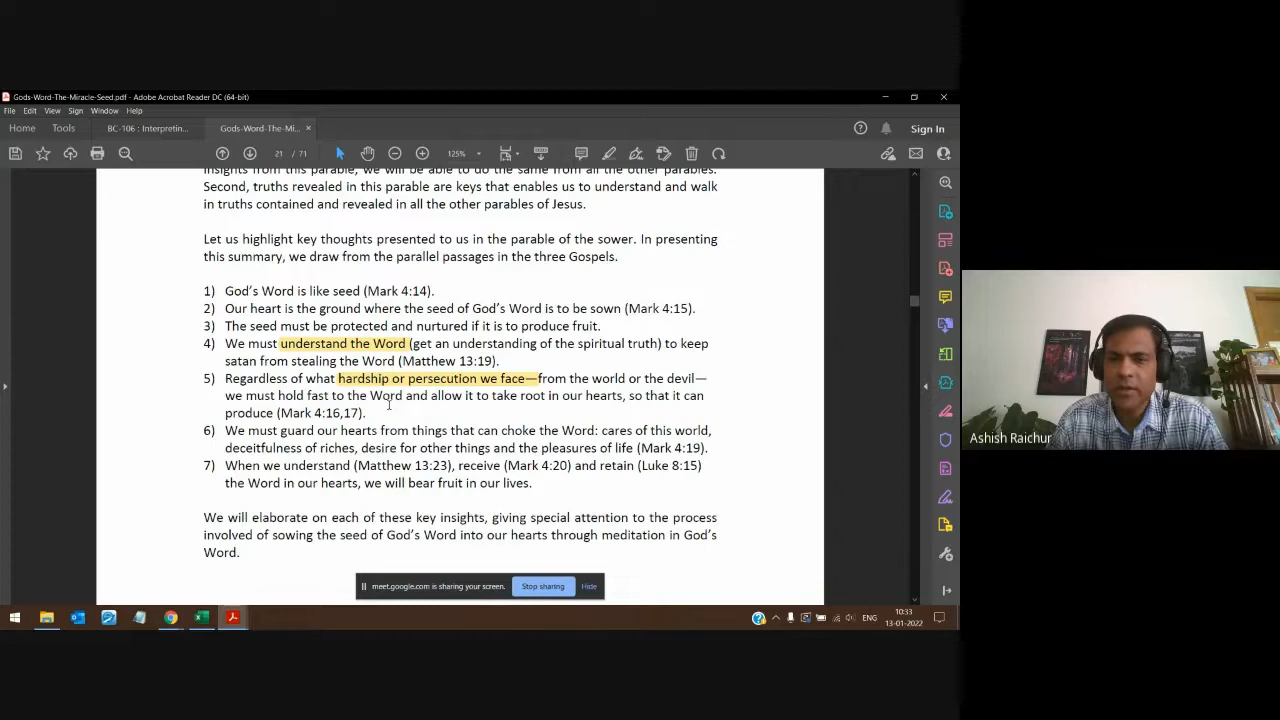 Gods-Word-The-Miracle-Seed.pdf - Adobe Acrobat Reader DC (64-bit)
File Edit View Sign Window Help
Home Tools BC-106 : Interpretin... Gods-Word-The-Mi... × Sign In
21 / 71 125%
insights from this parable, we will be able to do the same from all the other parables.
Second, truths revealed in this parable are keys that enables us to understand and walk
in truths contained and revealed in all the other parables of Jesus.
Let us highlight key thoughts presented to us in the parable of the sower. In presenting
this summary, we draw from the parallel passages in the three Gospels.
1) God's Word is like seed (Mark 4:14).
2) Our heart is the ground where the seed of God's Word is to be sown (Mark 4:15).
3) The seed must be protected and nurtured if it is to produce fruit.
4) We must understand the Word (get an understanding of the spiritual truth) to keep
satan from stealing the Word (Matthew 13:19).
5) Regardless of what hardship or persecution we face—from the world or the devil—
we must hold fast to the Word and allow it to take root in our hearts, so that it can
produce (Mark 4:16,17).
6) We must guard our hearts from things that can choke the Word: cares of this world,
deceitfulness of riches, desire for other things and the pleasures of life (Mark 4:19).
7) When we understand (Matthew 13:23), receive (Mark 4:20) and retain (Luke 8:15)
the Word in our hearts, we will bear fruit in our lives.
We will elaborate on each of these key insights, giving special attention to the process
involved of sowing the seed of God's Word into our hearts through meditation in God's
Word.
meet.google.com is sharing your screen. Stop sharing Hide
ENG 10:33
13-01-2022
Ashish Raichur